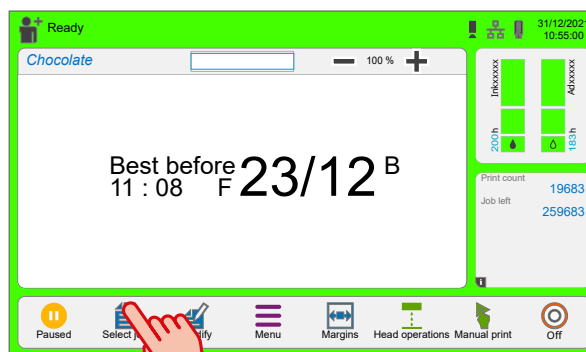 Ready
31/12/2021
10:55:00
Chocolate
100 %
Best before 23/12 B
11 : 08 F
Inkxxxxx
Adxxxxx
200h
183h
Print count
19683
Job left
259683
Paused
Select
Menu
Margins
Head operations
Manual print
Off